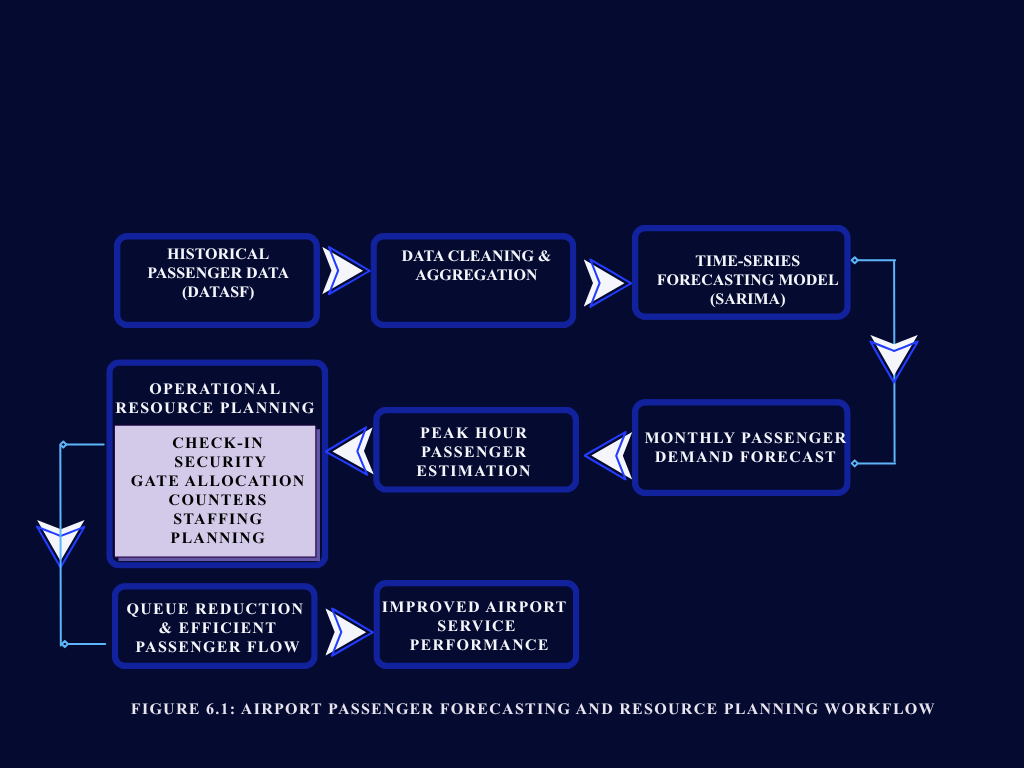 HISTORICAL
PASSENGER DATA
(DATASF)
DATA CLEANING &
AGGREGATION
TIME-SERIES
FORECASTING MODEL
(SARIMA)
MONTHLY PASSENGER
DEMAND FORECAST
PEAK HOUR
PASSENGER
ESTIMATION
OPERATIONAL
RESOURCE PLANNING
CHECK-IN
SECURITY
GATE ALLOCATION
COUNTERS
STAFFING
PLANNING
QUEUE REDUCTION
& EFFICIENT
PASSENGER FLOW
IMPROVED AIRPORT
SERVICE
PERFORMANCE
FIGURE 6.1: AIRPORT PASSENGER FORECASTING AND RESOURCE PLANNING WORKFLOW